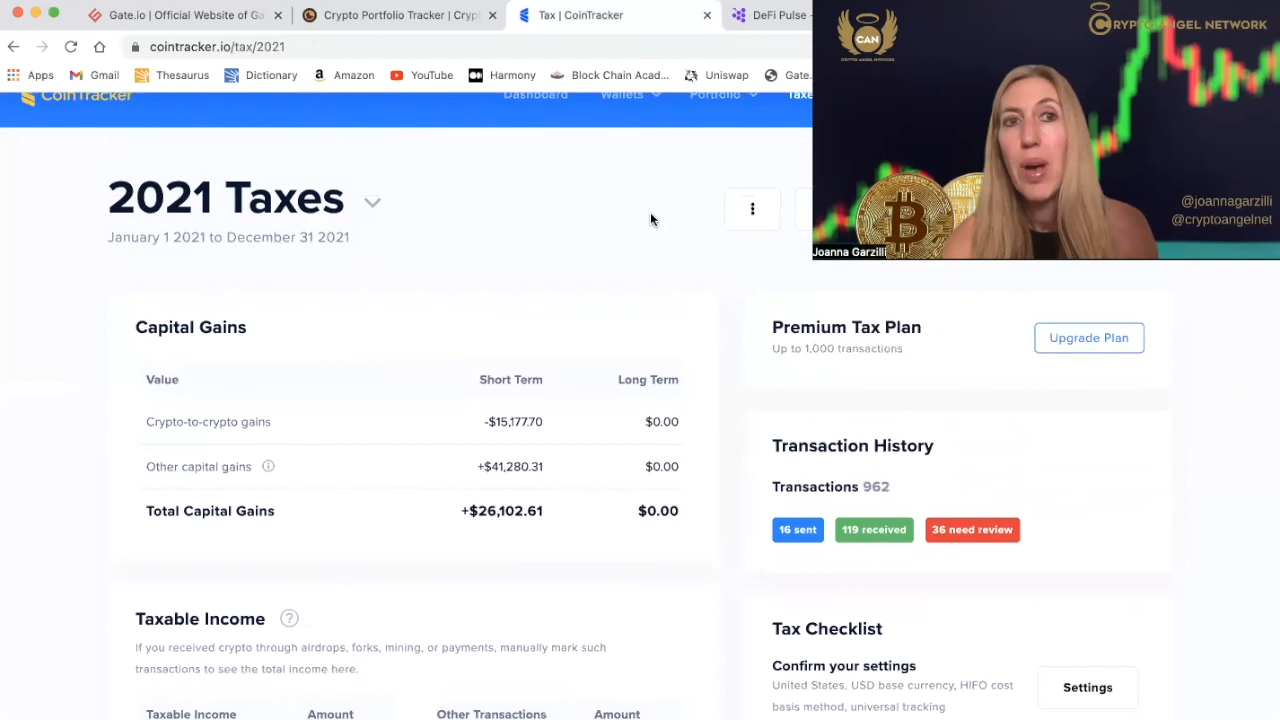 Gate.io | Official Website of Ga
Crypto Portfolio Tracker | Crypt
Tax | CoinTracker
DeFi Pulse -
cointracker.io/tax/2021
Apps
Gmail
Thesaurus
Dictionary
Amazon
YouTube
Harmony
Block Chain Acad...
Uniswap
Gate.
CoinTracker
Dashboard
Wallets
Portfolio
Taxe
CAN
CRYPTO ANGEL NETWORK
CRYPTO ANGEL NETWORK
@joannagarzilli
@cryptoangelnet
Joanna Garzilli
2021 Taxes
January 1 2021 to December 31 2021
Capital Gains
Value Short Term Long Term
Crypto-to-crypto gains -$15,177.70 $0.00
Other capital gains +$41,280.31 $0.00
Total Capital Gains +$26,102.61 $0.00
Premium Tax Plan
Up to 1,000 transactions
Upgrade Plan
Transaction History
Transactions 962
16 sent 119 received 36 need review
Taxable Income ?
If you received crypto through airdrops, forks, mining, or payments, manually mark such
transactions to see the total income here.
Taxable Income Amount Other Transactions Amount
Tax Checklist
Confirm your settings
United States, USD base currency, HIFO cost
basis method, universal tracking
Settings